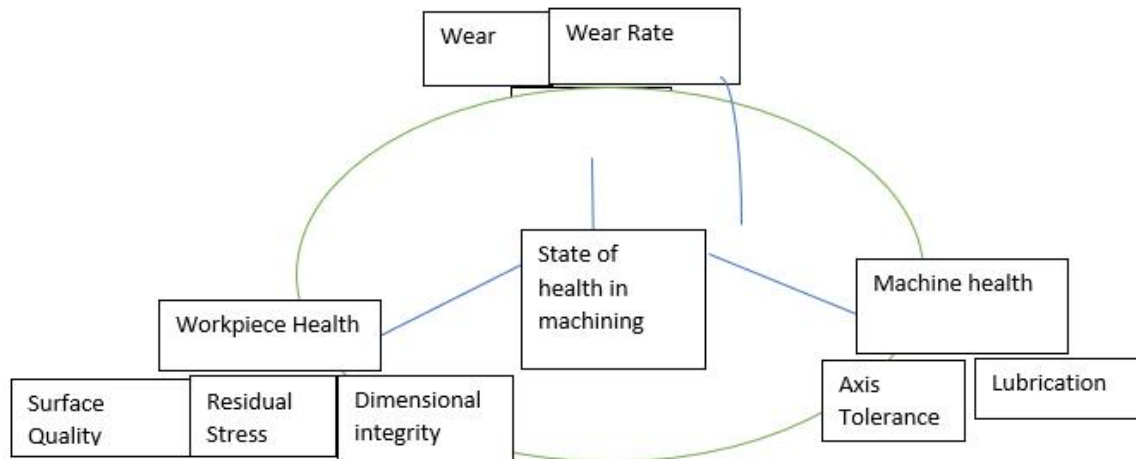 Wear
Wear Rate
State of
health in
machining
Machine health
Workpiece Health
Surface
Quality
Residual
Stress
Dimensional
integrity
Axis
Tolerance
Lubrication